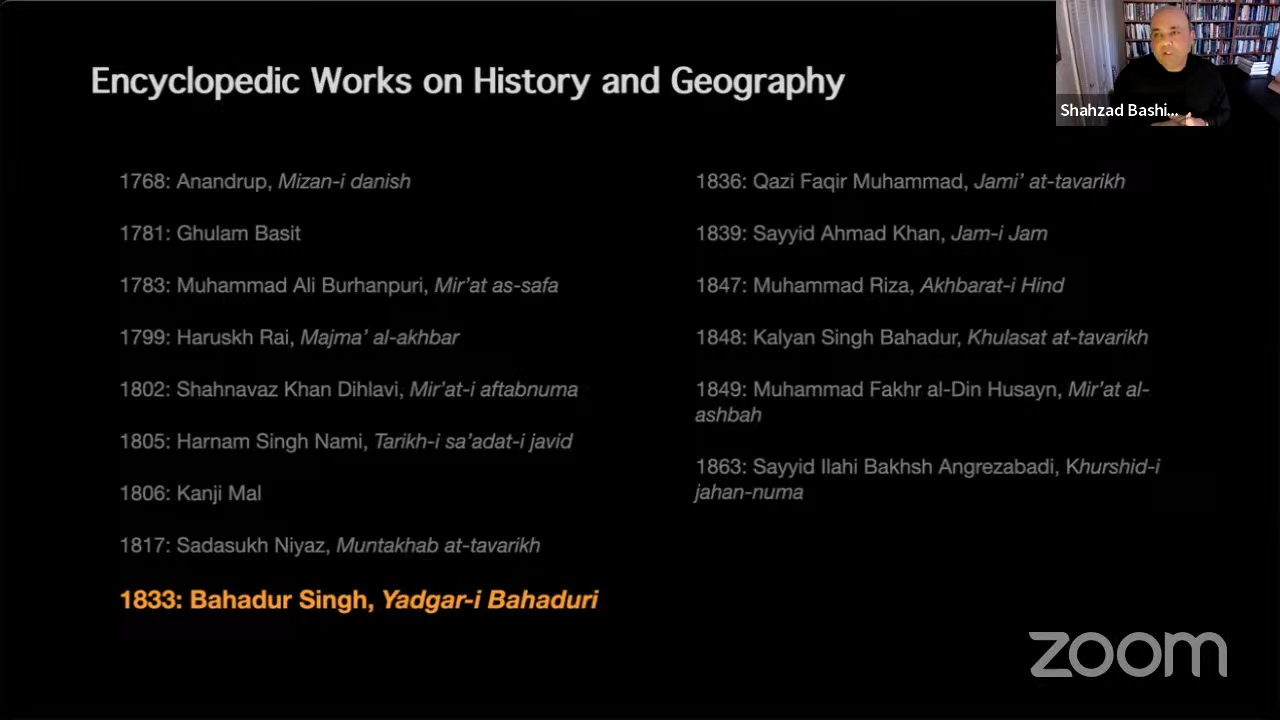 Encyclopedic Works on History and Geography
Shahzad Bashi...
1768: Anandrup, Mizan-i danish
1781: Ghulam Basit
1783: Muhammad Ali Burhanpuri, Mir’at as-safa
1799: Haruskh Rai, Majma’ al-akhbar
1802: Shahnavaz Khan Dihlavi, Mir’at-i aftabnuma
1805: Harnam Singh Nami, Tarikh-i sa’adat-i javid
1806: Kanji Mal
1817: Sadasukh Niyaz, Muntakhab at-tavarikh
1833: Bahadur Singh, Yadgar-i Bahaduri
1836: Qazi Faqir Muhammad, Jami’ at-tavarikh
1839: Sayyid Ahmad Khan, Jam-i Jam
1847: Muhammad Riza, Akhbarat-i Hind
1848: Kalyan Singh Bahadur, Khulasat at-tavarikh
1849: Muhammad Fakhr al-Din Husayn, Mir’at al-
ashbah
1863: Sayyid Ilahi Bakhsh Angrezabadi, Khurshid-i
jahan-numa
zoom